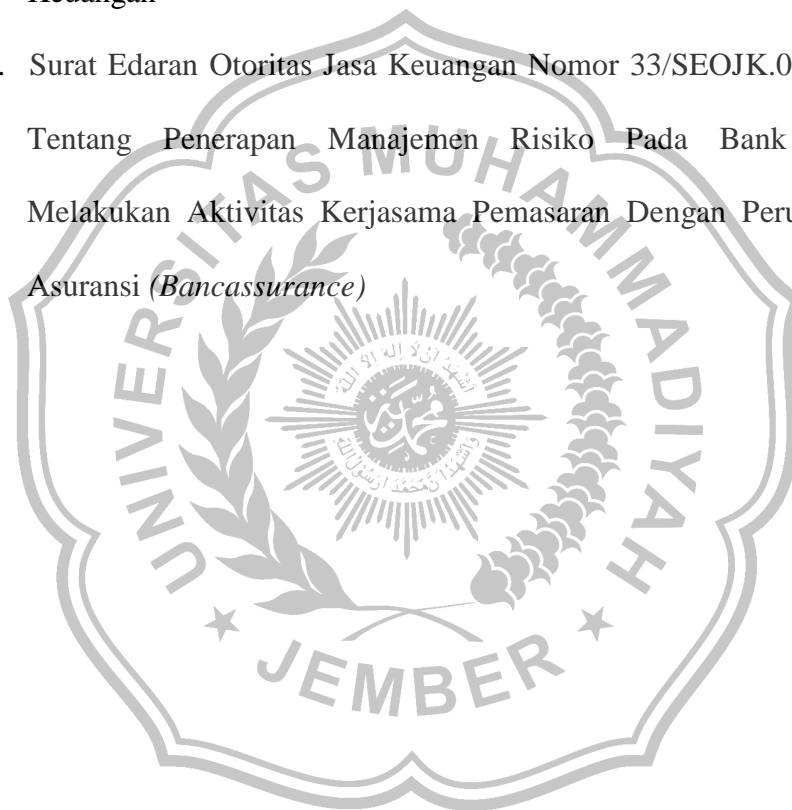 Keuangan
. Surat Edaran Otoritas Jasa Keuangan Nomor 33/SEOJK.0
Tentang Penerapan Manajemen Risiko Pada Bank
Melakukan Aktivitas Kerjasama Pemasaran Dengan Peru
Asuransi (Bancassurance)
UNIVERSITAS MUHAMMADIYAH
JEMBER